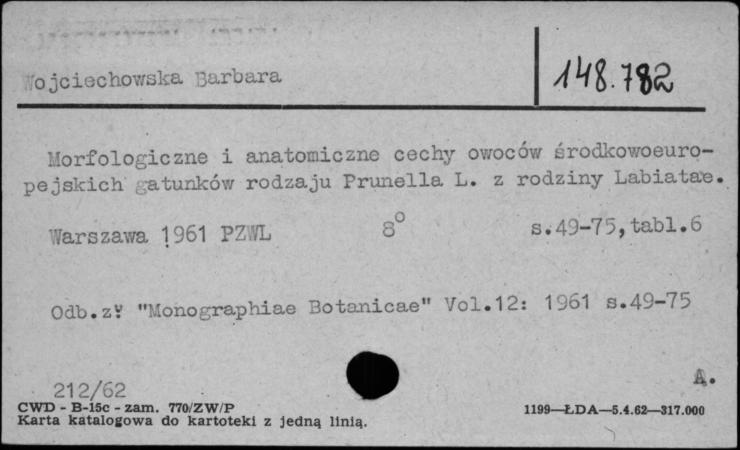 Wojciechowska Barbara
148.782
Morfologiczne i anatomiczne cechy owoców środkowoeuro-
pejskich gatunków rodzaju Prunella L. z rodziny Labiatae.
Warszawa 1961 PZWL 8° s.49-75, tabl.6
Odb.z: "Monographiae Botanicae" Vol.12: 1961 s.49-75
212/62 A.
CWD - B-15c - zam. 770/ZW/P 1199—ŁDA—5.4.62—317.000
Karta katalogowa do kartoteki z jedną linią.